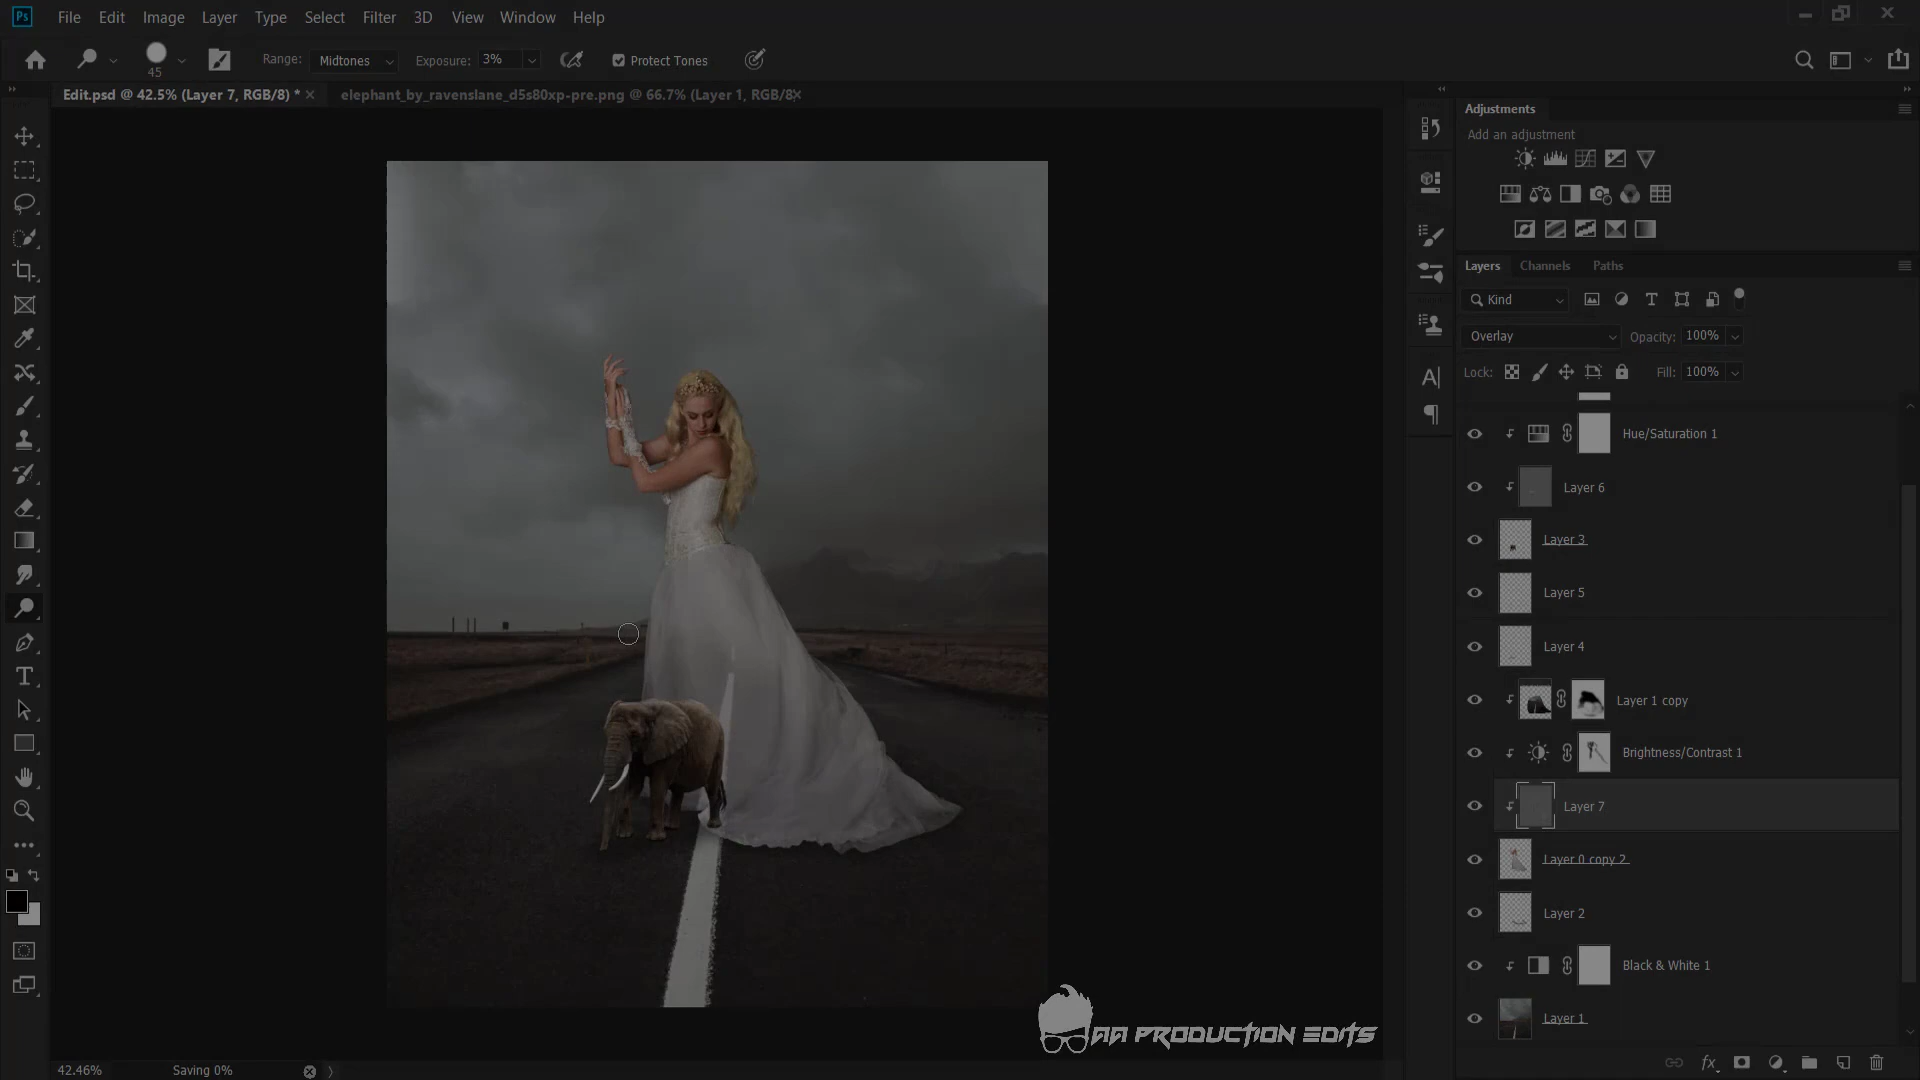 Ps File Edit Image Layer Type Select Filter 3D View Window Help
45 Range: Midtones Exposure: 3% Protect Tones
Edit.psd @ 42.5% (Layer 7, RGB/8) * elephant_by_ravenslane_d5s80xp-pre.png @ 66.7% (Layer 1, RGB/8)
Adjustments
Add an adjustment
Layers Channels Paths
Kind
Overlay Opacity: 100%
Lock: Fill: 100%
Hue/Saturation 1
Layer 6
Layer 3
Layer 5
Layer 4
Layer 1 copy
Brightness/Contrast 1
Layer 7
Layer 0 copy 2
Layer 2
Black & White 1
Layer 1
AA PRODUCTION EDITS
42.46% Saving 0%